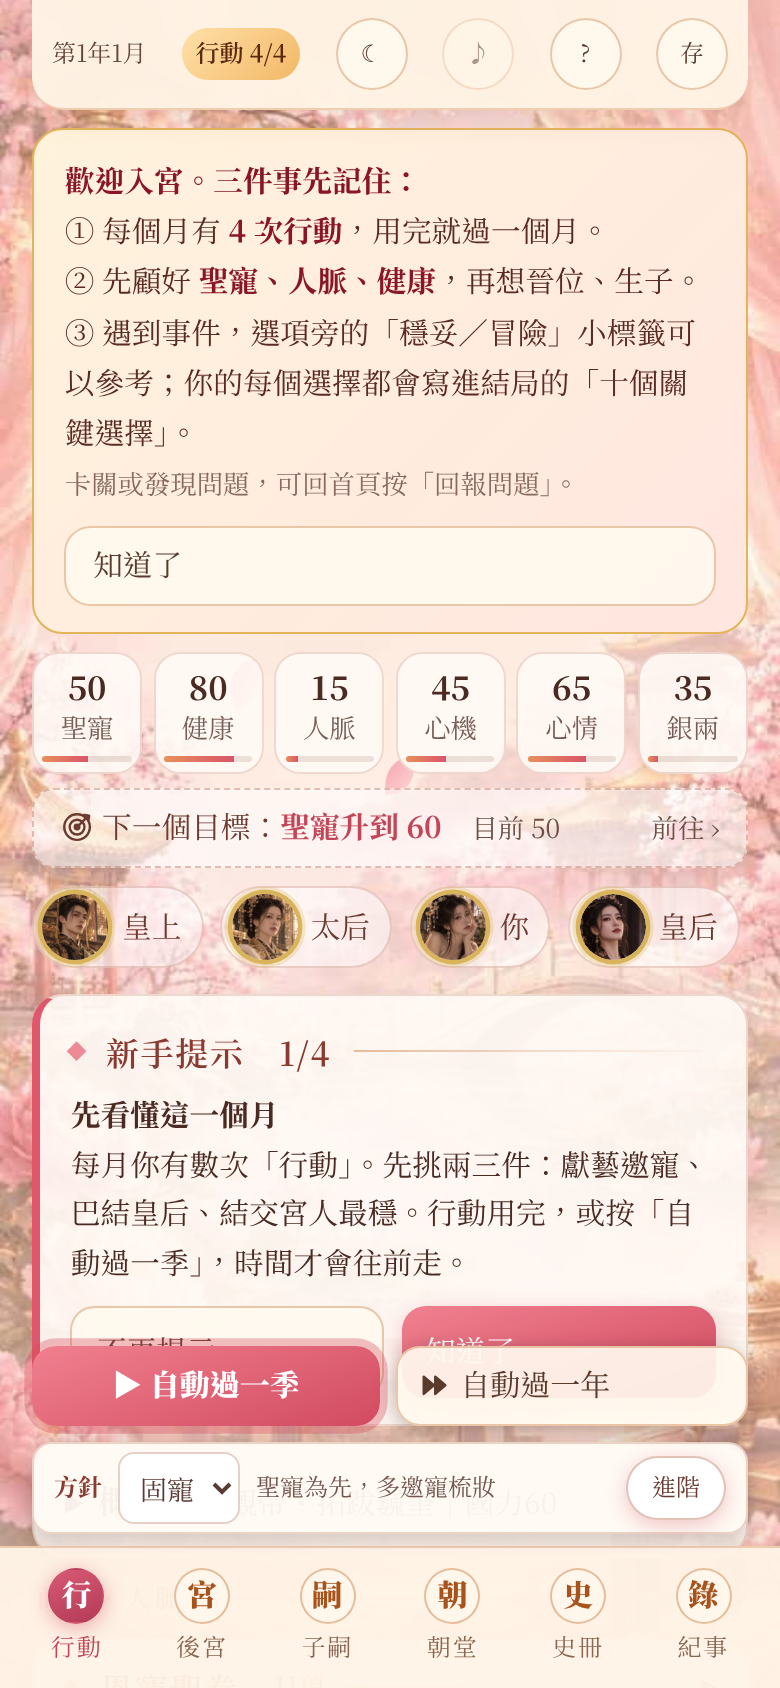 第1年1月 行動 4/4 ☾ ♪ ? 存
歡迎入宮。三件事先記住：
① 每個月有 4 次行動，用完就過一個月。
② 先顧好 聖寵、人脈、健康，再想晉位、生子。
③ 遇到事件，選項旁的「穩妥／冒險」小標籤可
以參考；你的每個選擇都會寫進結局的「十個關
鍵選擇」。
卡關或發現問題，可回首頁按「回報問題」。
知道了
50 80 15 45 65 35
聖寵 健康 人脈 心機 心情 銀兩
下一個目標：聖寵升到 60 目前 50 前往 ›
皇上 太后 你 皇后
新手提示 1/4
先看懂這一個月
每月你有數次「行動」。先挑兩三件：獻藝邀寵、
巴結皇后、結交宮人最穩。行動用完，或按「自
動過一季」，時間才會往前走。
不再提示 知道了
▶ 自動過一季 自動過一年
方針 固寵 聖寵為先，多邀寵梳妝 進階
國力60
行 宮 嗣 朝 史 錄
行動 後宮 子嗣 朝堂 史冊 紀事